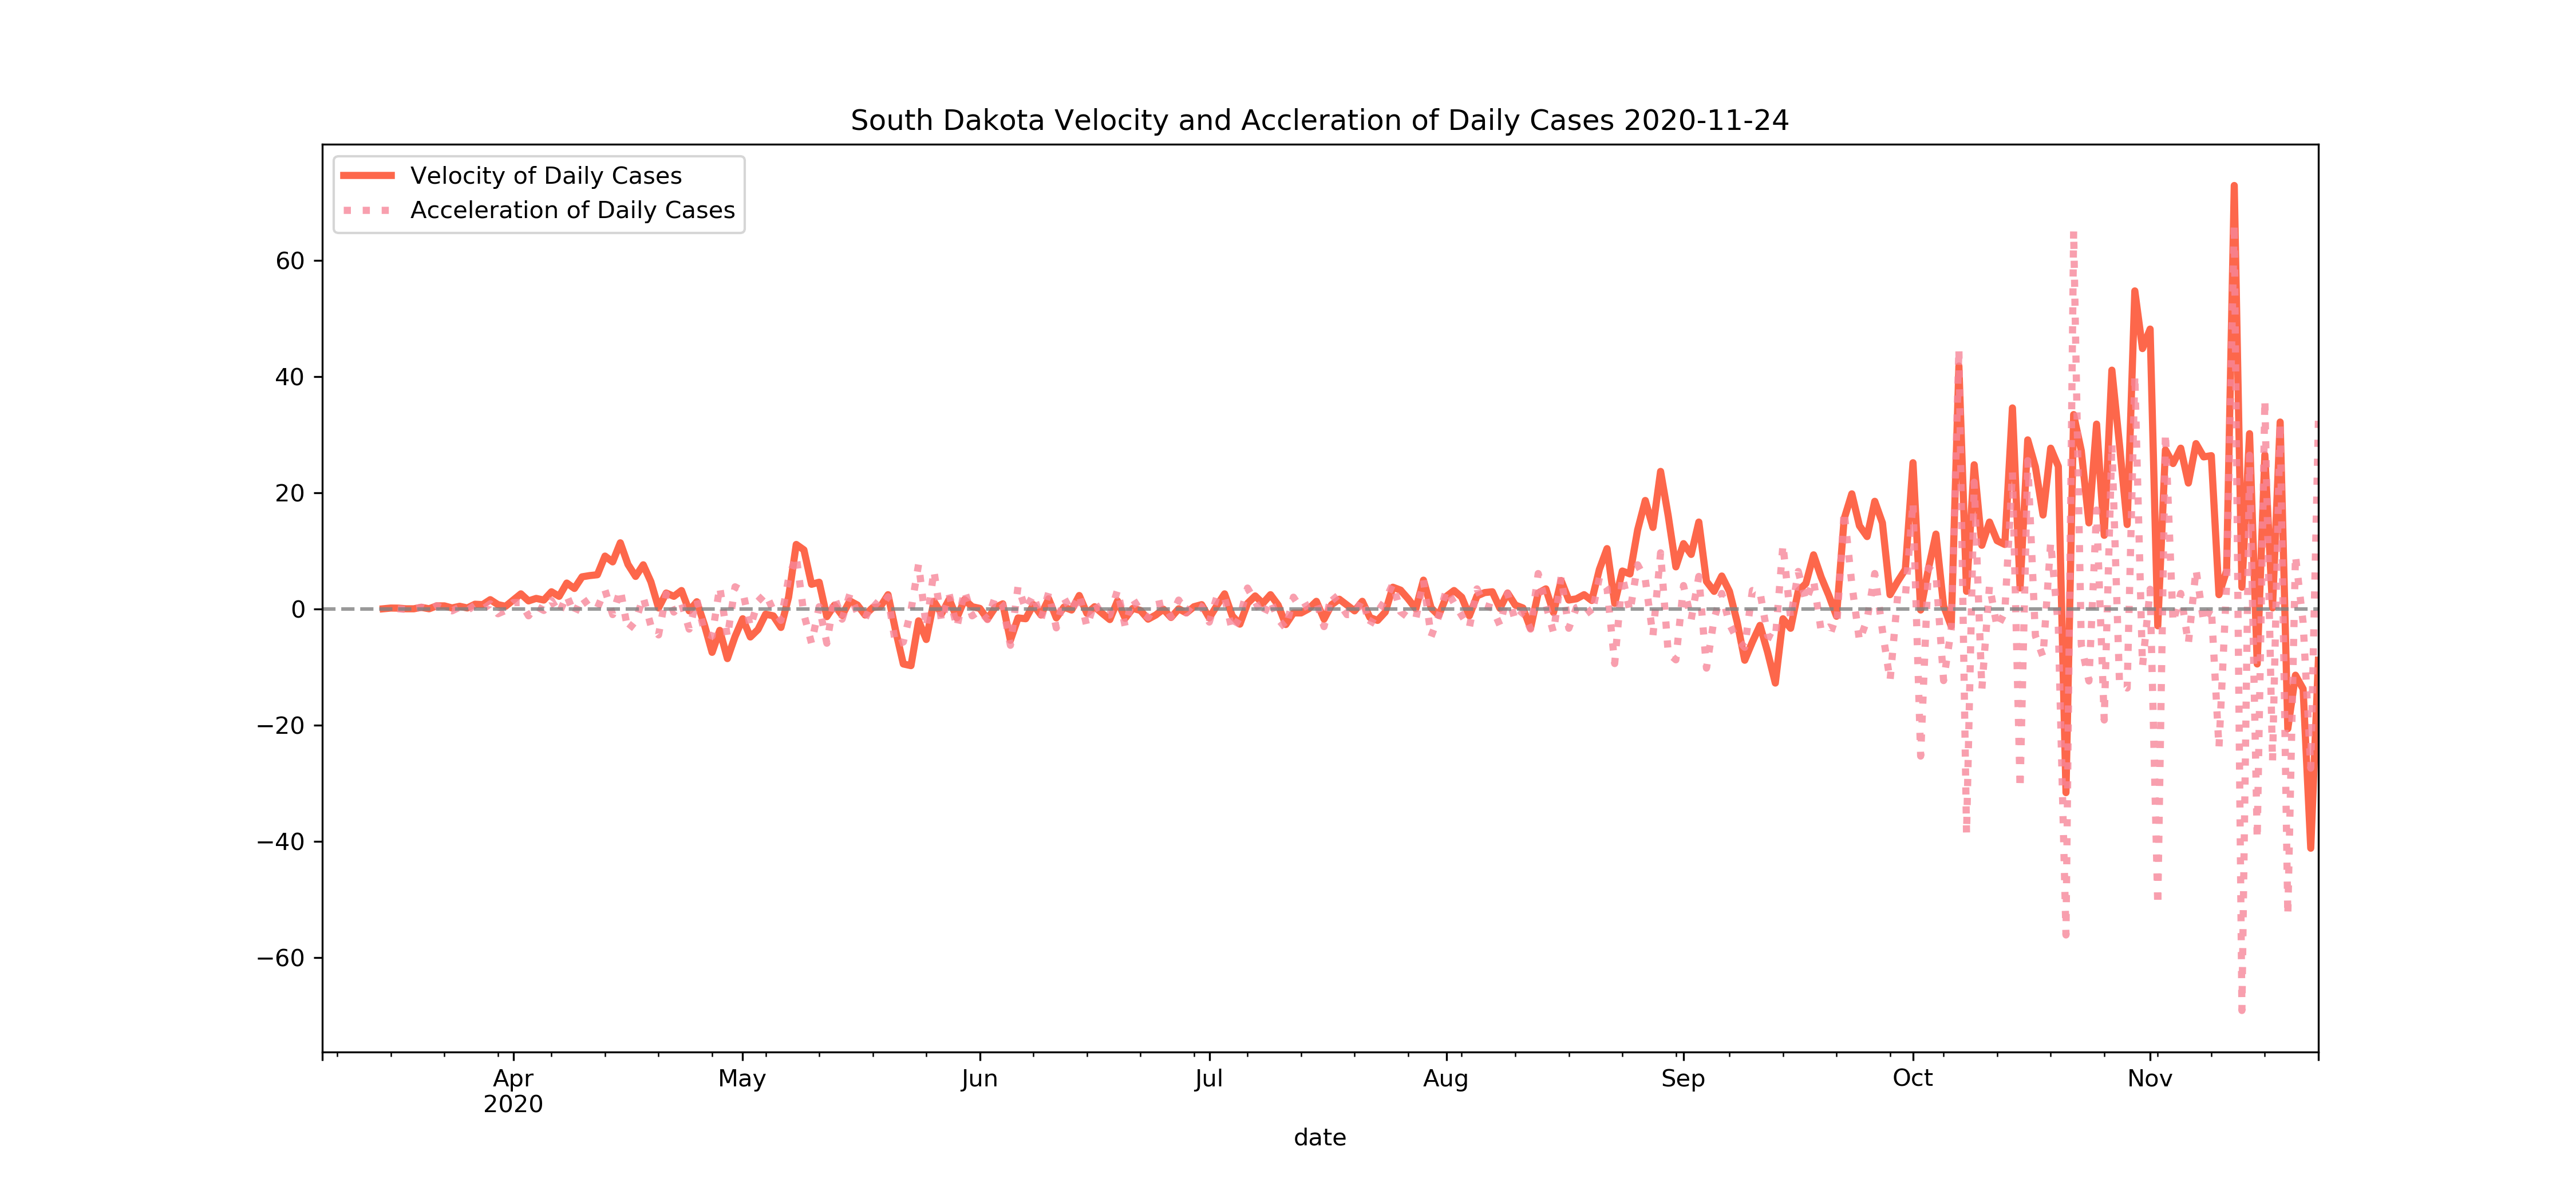 South Dakota Velocity and Accleration of Daily Cases 2020-11-24
Velocity of Daily Cases
Acceleration of Daily Cases
60
40
20
0
−20
−40
−60
Apr May Jun Jul Aug Sep Oct Nov
2020
date